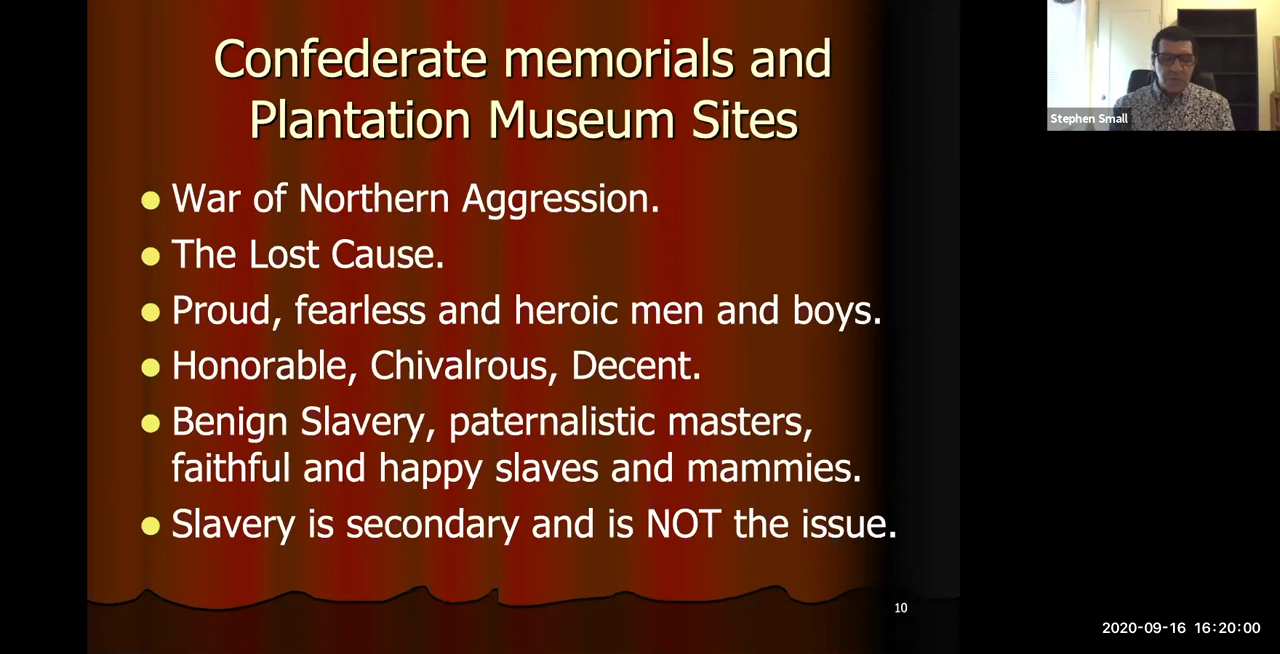 Confederate memorials and
Plantation Museum Sites
War of Northern Aggression.
The Lost Cause.
Proud, fearless and heroic men and boys.
Honorable, Chivalrous, Decent.
Benign Slavery, paternalistic masters,
faithful and happy slaves and mammies.
Slavery is secondary and is NOT the issue.
10
Stephen Small
2020-09-16 16:20:00